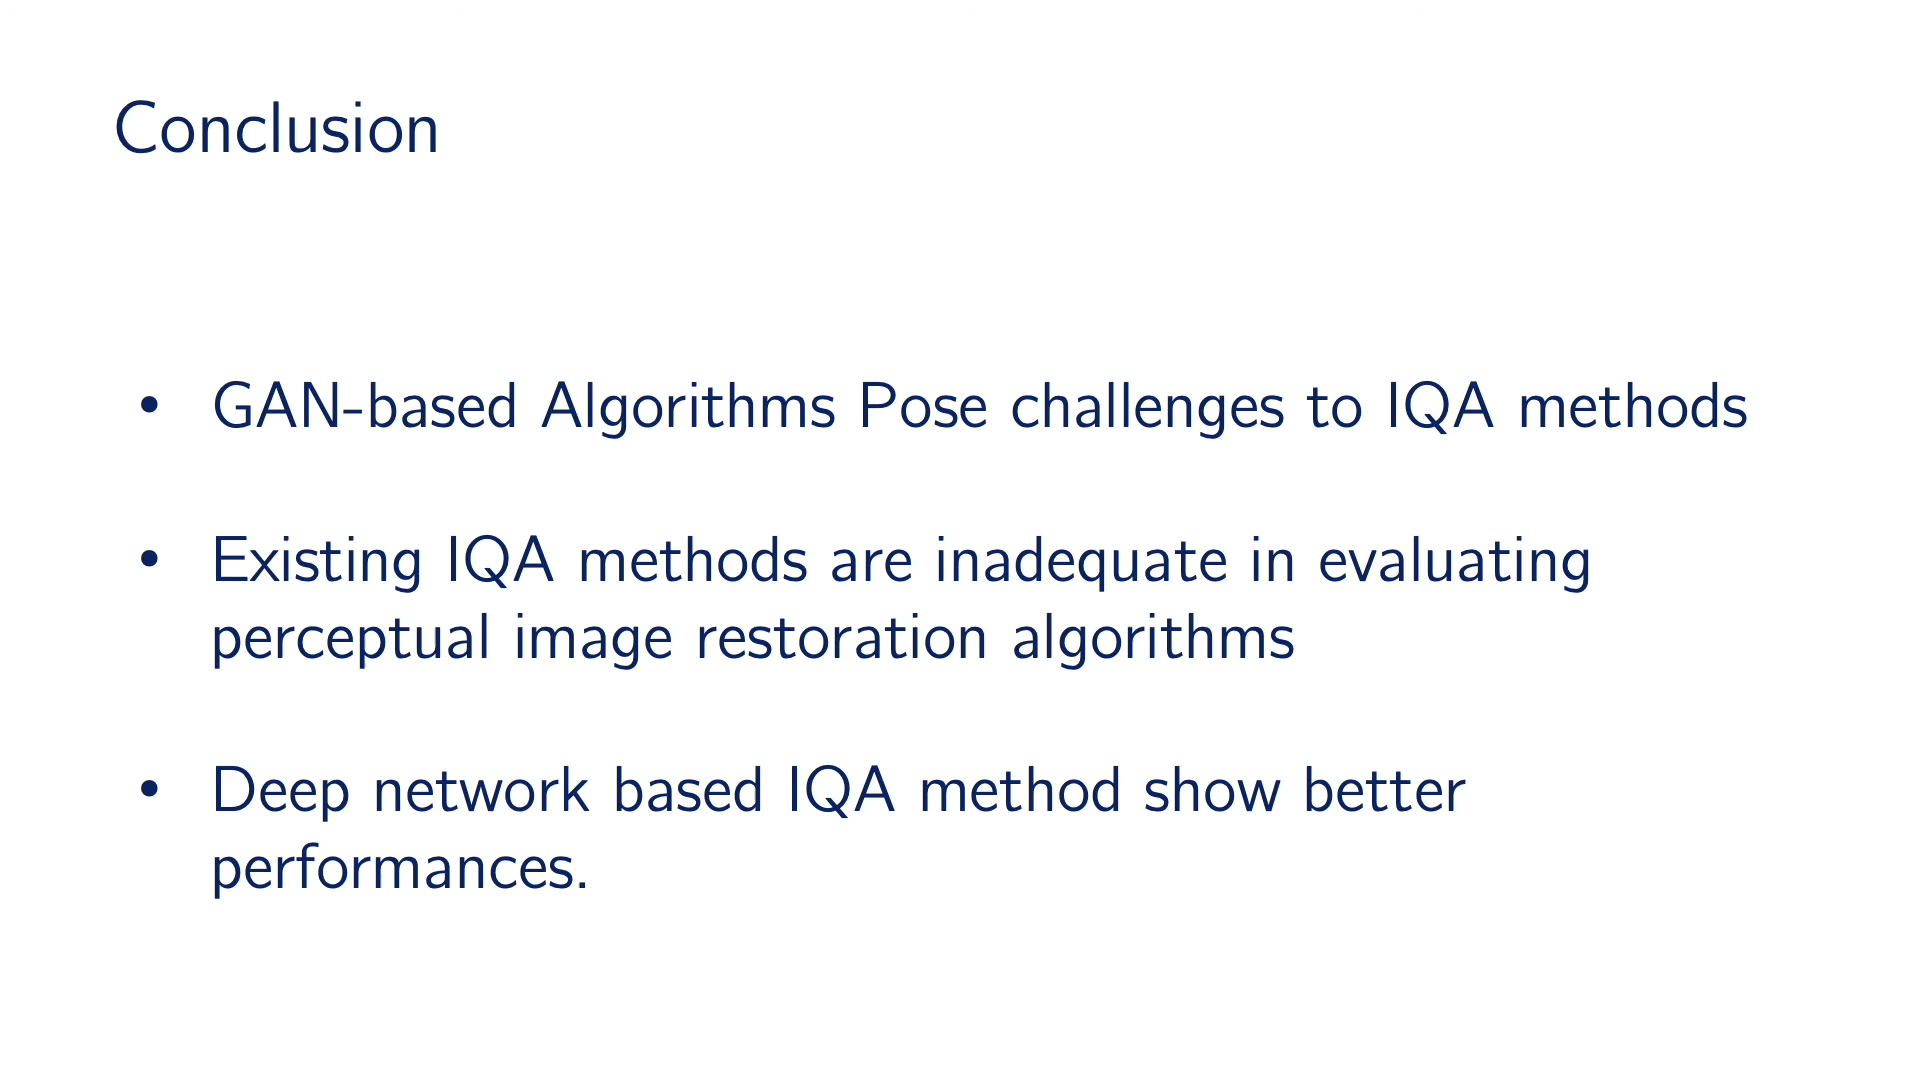 Conclusion
• GAN-based Algorithms Pose challenges to IQA methods
• Existing IQA methods are inadequate in evaluating
perceptual image restoration algorithms
• Deep network based IQA method show better
performances.